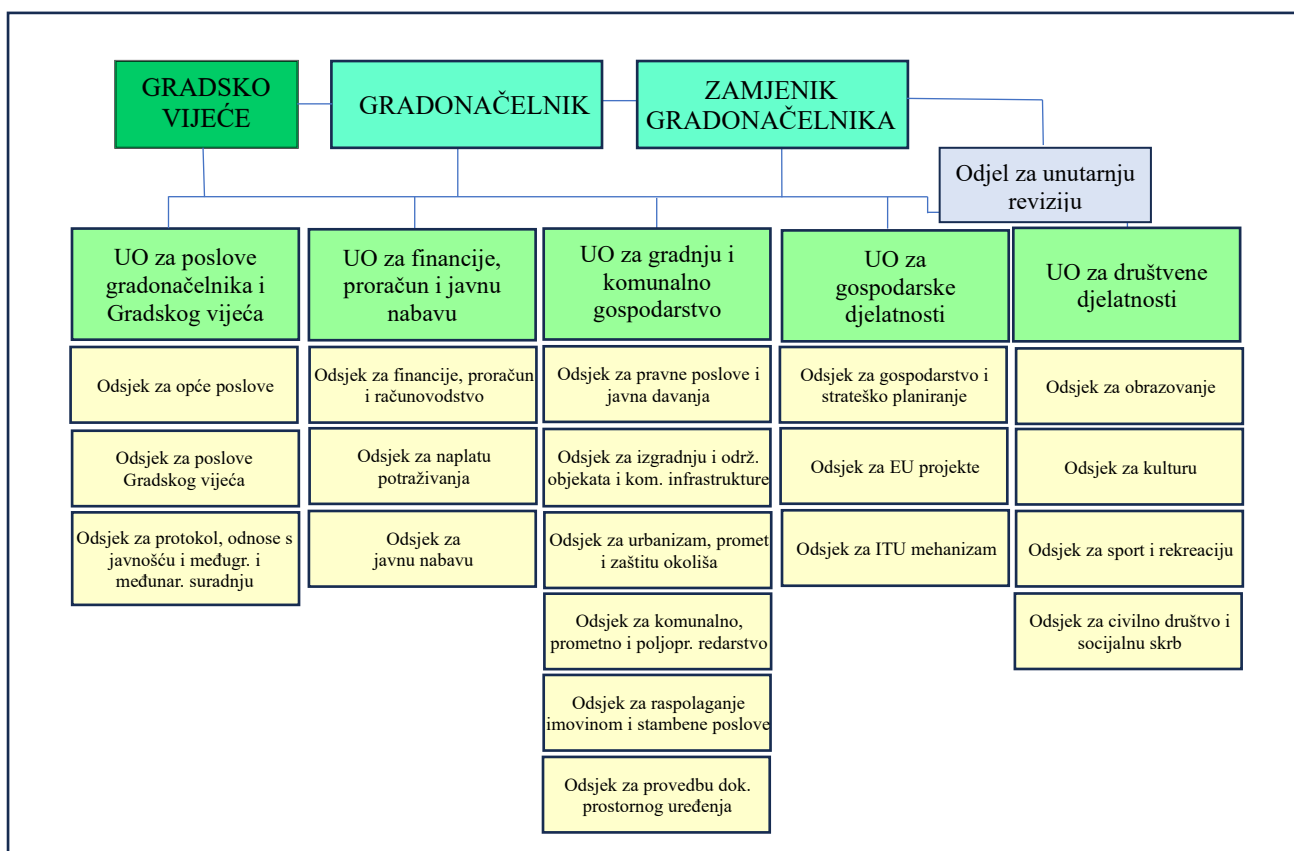 GRADSKO
VIJEĆE
GRADONAČELNIK
ZAMJENIK
GRADONAČELNIKA
Odjel za unutarnju
reviziju
UO za poslove
gradonačelnika i
Gradskog vijeća
UO za financije,
proračun i javnu
nabavu
UO za gradnju i
komunalno
gospodarstvo
UO za
gospodarske
djelatnosti
UO za društvene
djelatnosti
Odsjek za opće poslove
Odsjek za poslove
Gradskog vijeća
Odsjek za protokol, odnose s
javnošću i međugr. i
međunar. suradnju
Odsjek za financije, proračun
i računovodstvo
Odsjek za naplatu
potraživanja
Odsjek za
javnu nabavu
Odsjek za pravne poslove i
javna davanja
Odsjek za izgradnju i održ.
objekata i kom. infrastrukture
Odsjek za urbanizam, promet
i zaštitu okoliša
Odsjek za komunalno,
prometno i poljopr. redarstvo
Odsjek za raspolaganje
imovinom i stambene poslove
Odsjek za provedbu dok.
prostornog uređenja
Odsjek za gospodarstvo i
strateško planiranje
Odsjek za EU projekte
Odsjek za ITU mehanizam
Odsjek za obrazovanje
Odsjek za kulturu
Odsjek za sport i rekreaciju
Odsjek za civilno društvo i
socijalnu skrb